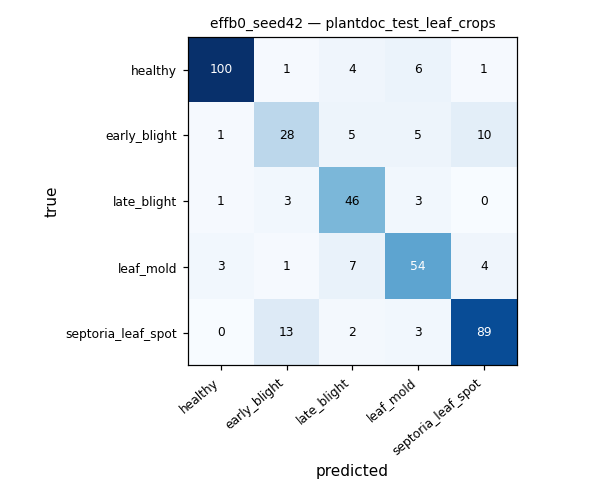 effb0_seed42 — plantdoc_test_leaf_crops
true
healthy 100 1 4 6 1
early_blight 1 28 5 5 10
late_blight 1 3 46 3 0
leaf_mold 3 1 7 54 4
septoria_leaf_spot 0 13 2 3 89
healthy early_blight late_blight leaf_mold septoria_leaf_spot
predicted